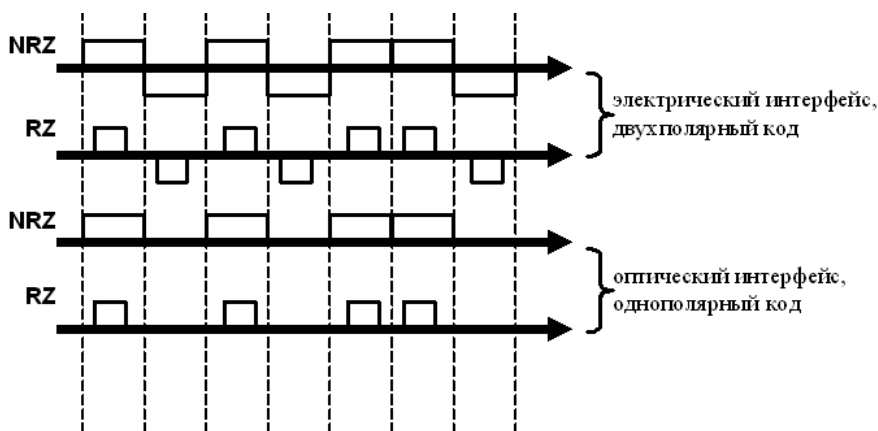 NRZ
RZ
электрический интерфейс,
двухполярный код
NRZ
RZ
оптический интерфейс,
однополярный код